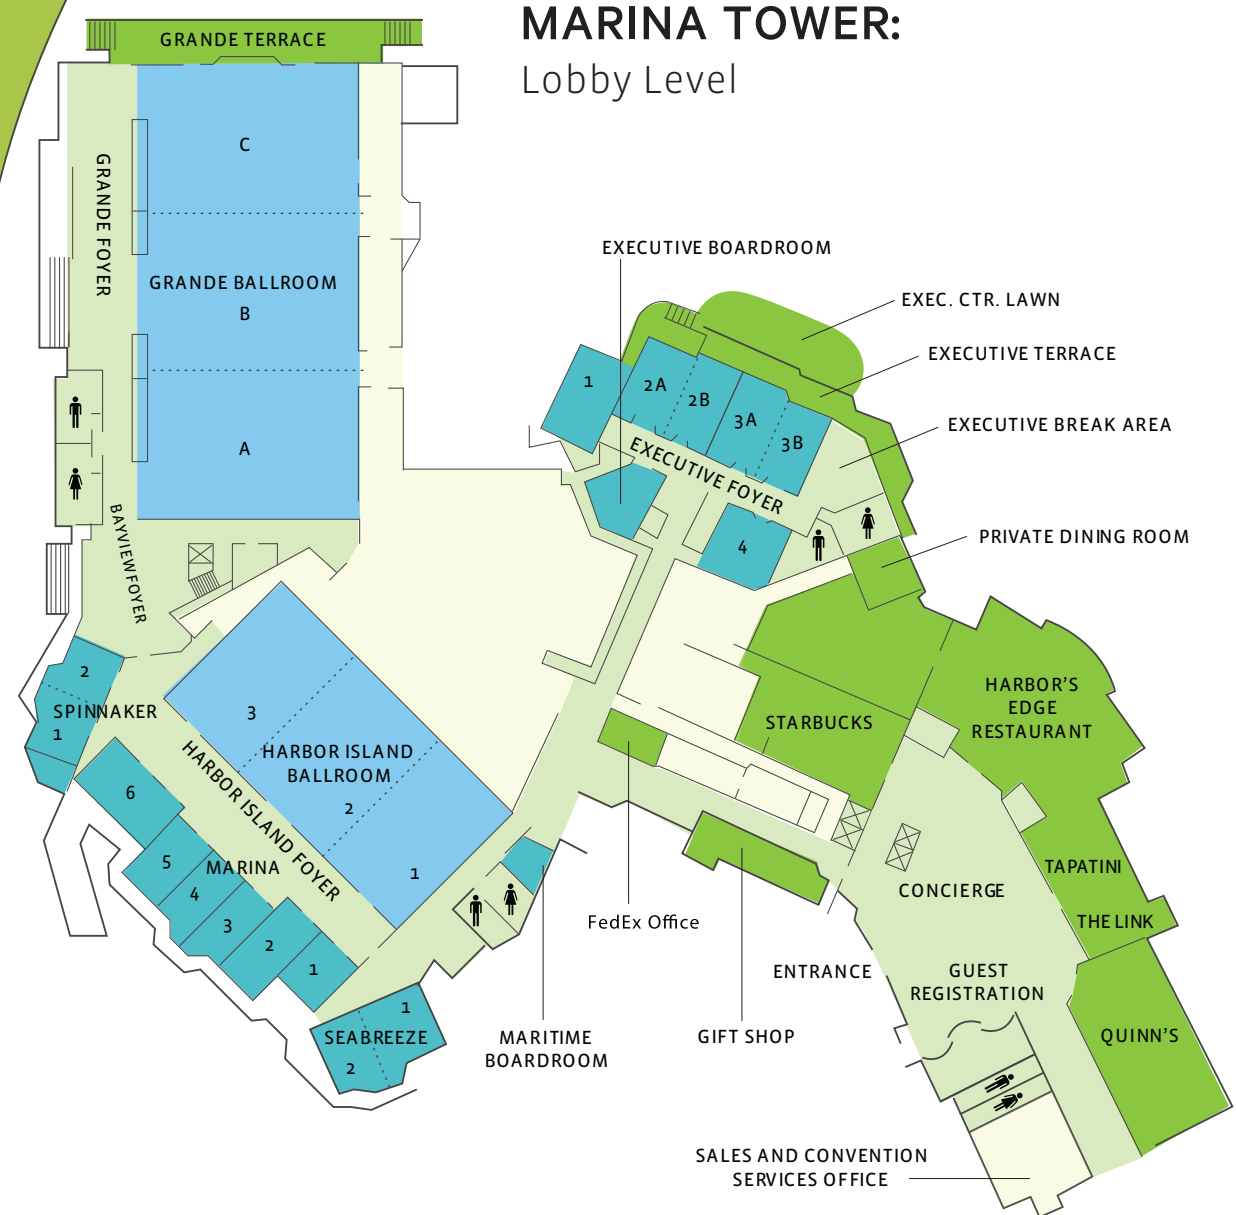 MARINA TOWER:
Lobby Level
GRANDE TERRACE
C
GRANDE FOYER
GRANDE BALLROOM
B
A
BAYVIEWFOYER
EXECUTIVE BOARDROOM
EXEC. CTR. LAWN
EXECUTIVE TERRACE
EXECUTIVE BREAK AREA
PRIVATE DINING ROOM
1
2A
2B
3A
3B
EXECUTIVE FOYER
4
2
SPINNAKER
1
3
HARBOR ISLAND
BALLROOM
2
1
HARBOR ISLAND FOYER
6
5
MARINA
4
3
2
1
1
SEABREEZE
2
MARITIME
BOARDROOM
FedEx Office
GIFT SHOP
STARBUCKS
HARBOR'S
EDGE
RESTAURANT
TAPATINI
THE LINK
CONCIERGE
ENTRANCE
GUEST
REGISTRATION
QUINN'S
SALES AND CONVENTION
SERVICES OFFICE